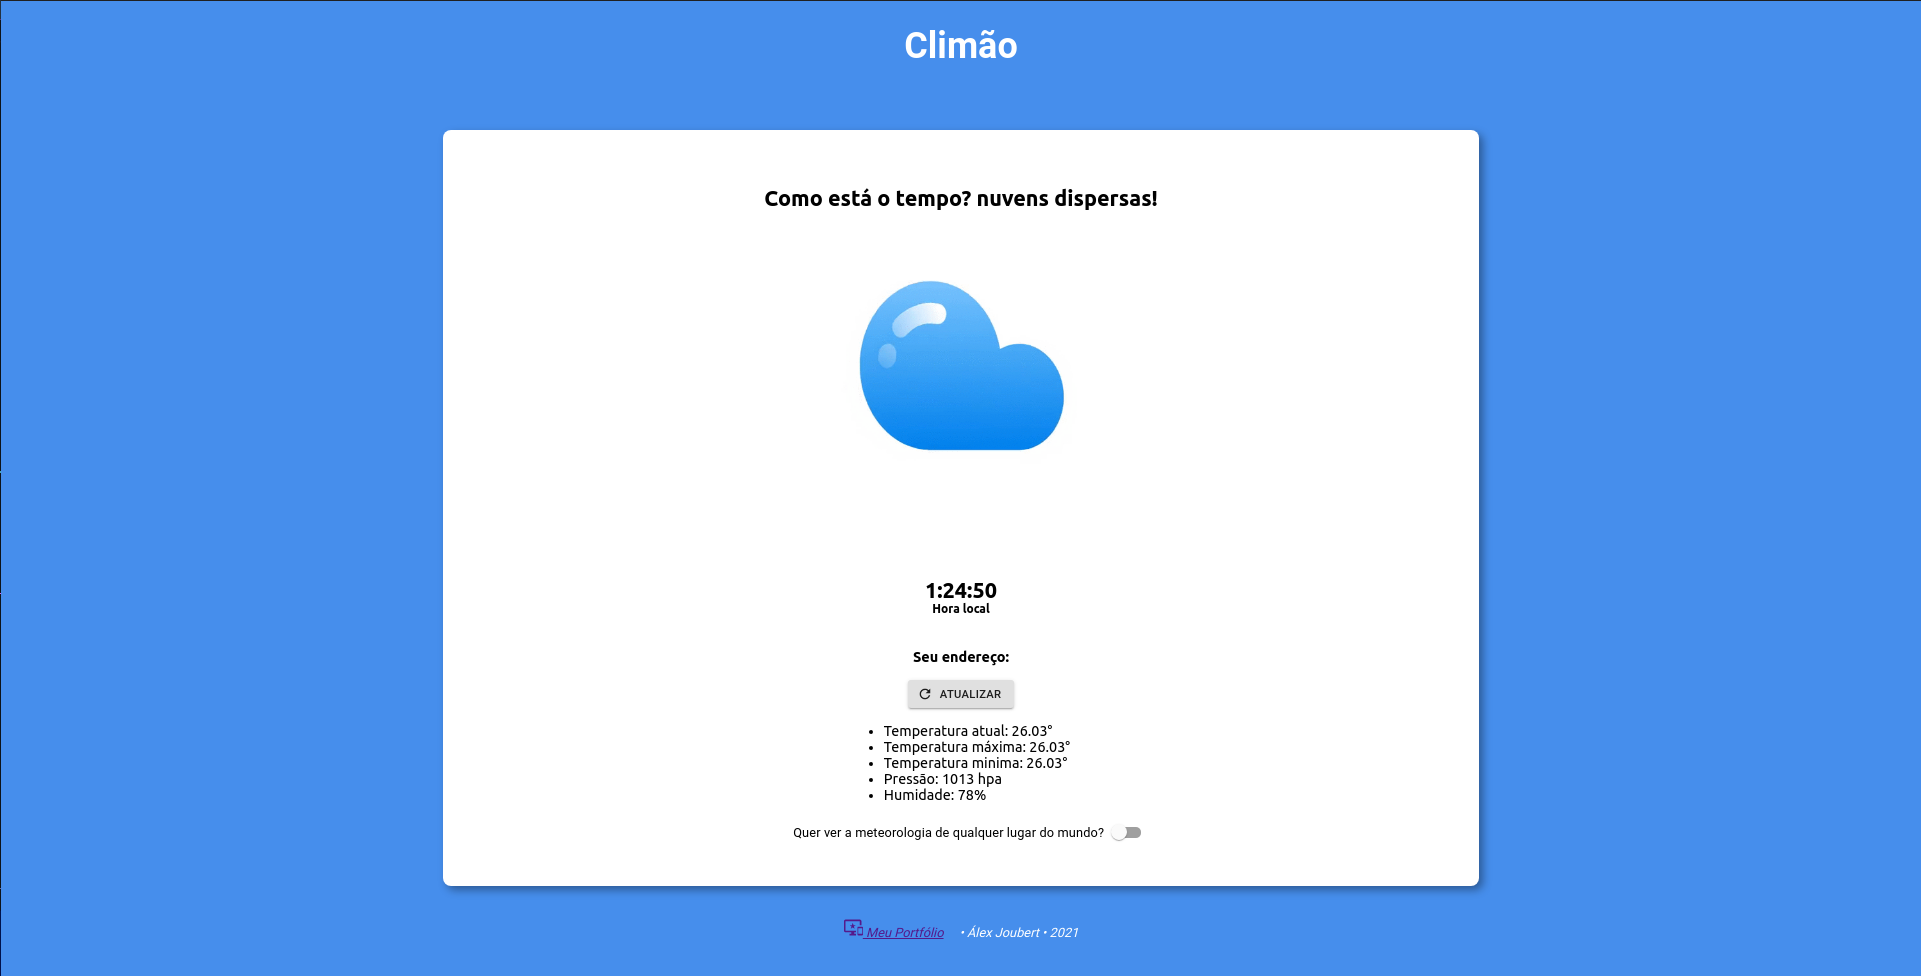 Climão
Como está o tempo? nuvens dispersas!
1:24:50
Hora local
Seu endereço:
ATUALIZAR
• Temperatura atual: 26.03°
• Temperatura máxima: 26.03°
• Temperatura minima: 26.03°
• Pressão: 1013 hpa
• Humidade: 78%
Quer ver a meteorologia de qualquer lugar do mundo?
Meu Portfólio • Álex Joubert • 2021